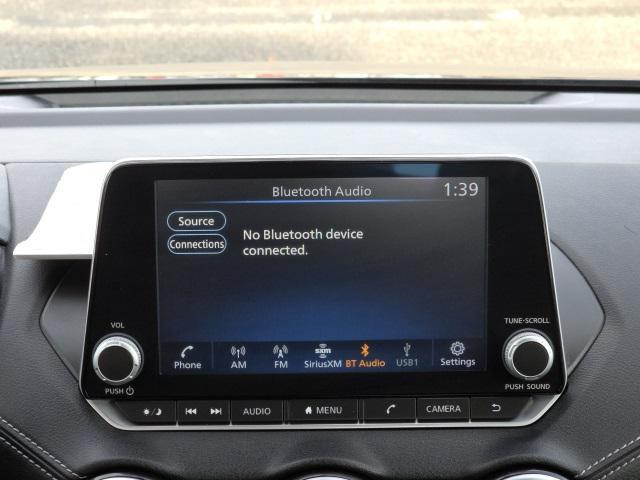 Bluetooth Audio 1:39
Source
Connections
No Bluetooth device
connected.
VOL
PUSH
TUNE·SCROLL
PUSH SOUND
Phone AM FM SiriusXM BT Audio USB1 Settings
sxm
AUDIO MENU CAMERA